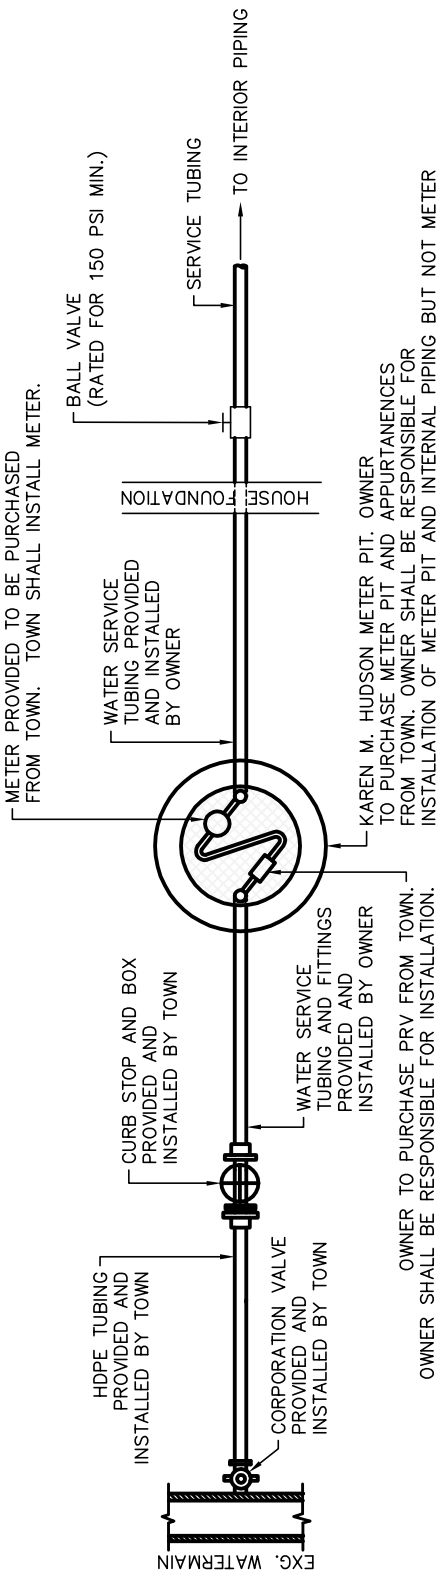 METER PROVIDED TO BE PURCHASED
FROM TOWN.  TOWN SHALL INSTALL METER.
BALL VALVE
(RATED FOR 150 PSI MIN.)
SERVICE TUBING
TO INTERIOR PIPING
HOUSE FOUNDATION
WATER SERVICE
TUBING PROVIDED
AND INSTALLED
BY OWNER
CURB STOP AND BOX
PROVIDED AND
INSTALLED BY TOWN
HDPE TUBING
PROVIDED AND
INSTALLED BY TOWN
EXG. WATERMAIN
CORPORATION VALVE
PROVIDED AND
INSTALLED BY TOWN
WATER SERVICE
TUBING AND FITTINGS
PROVIDED AND
INSTALLED BY OWNER
OWNER TO PURCHASE PRV FROM TOWN.
OWNER SHALL BE RESPONSIBLE FOR INSTALLATION.
KAREN M. HUDSON METER PIT. OWNER
TO PURCHASE METER PIT AND APPURTANENCES
FROM TOWN. OWNER SHALL BE RESPONSIBLE FOR
INSTALLATION OF METER PIT AND INTERNAL PIPING BUT NOT METER